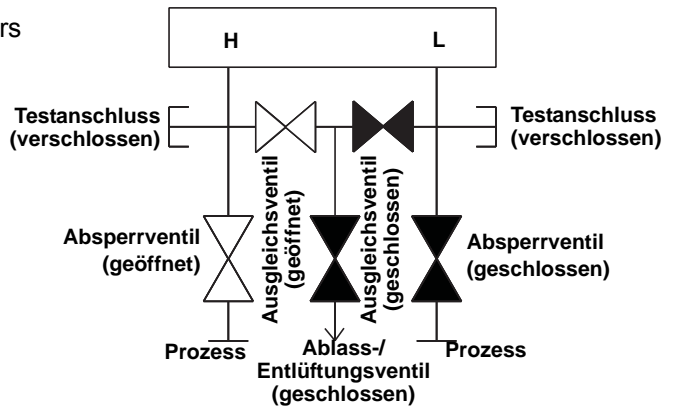 rs
H
L
Testanschluss
(verschlossen)
Testanschluss
(verschlossen)
Absperrventil
(geöffnet)
Ausgleichsventil
(geöffnet)
Ausgleichsventil
(geschlossen)
Absperrventil
(geschlossen)
Prozess
Ablass-/
Entlüftungsventil
(geschlossen)
Prozess